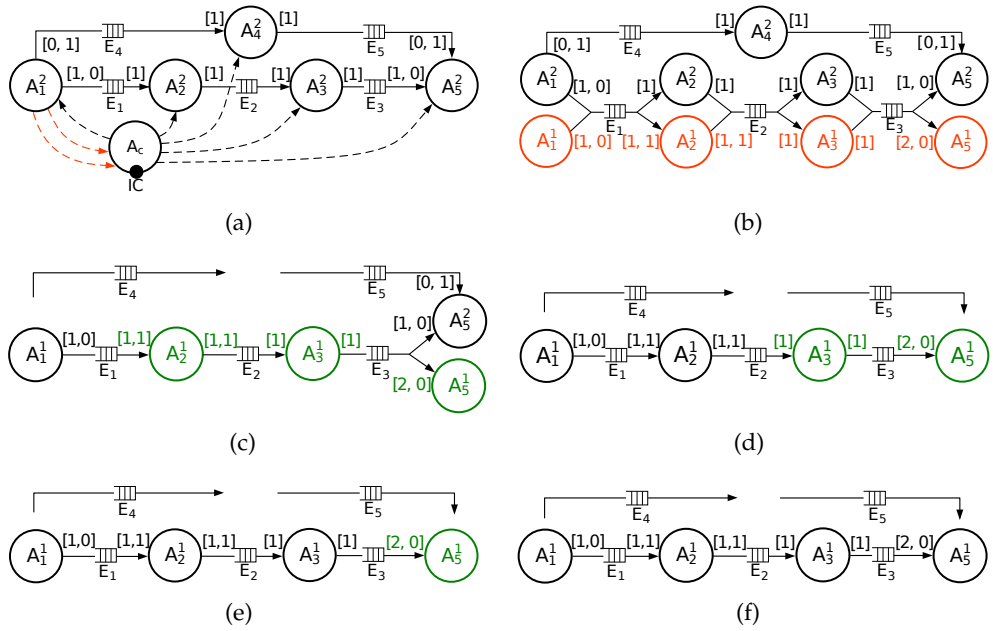 [1] A₄² [1]
[0, 1] E₄ E₅ [0, 1]
A₁² [1, 0] [1] A₂² [1] [1] A₃² [1] [1, 0] A₅²
E₁ E₂ E₃
A_c
IC
(a)
[1] A₄² [1]
[0, 1] E₄ E₅ [0,1]
A₁² [1, 0] [1] A₂² [1] [1] A₃² [1] [1, 0] A₅²
E₁ E₂ E₃
A₁¹ [1, 0] [1, 1] A₂¹ [1, 1] [1] A₃¹ [1] [2, 0] A₅¹
(b)
E₄ E₅ [0, 1]
[1, 0] A₅²
A₁¹ [1,0] [1,1] A₂¹ [1,1] [1] A₃¹ [1]
E₁ E₂ E₃
[2, 0] A₅¹
(c)
E₄ E₅
A₁¹ [1,0] [1,1] A₂¹ [1,1] [1] A₃¹ [1] [2, 0] A₅¹
E₁ E₂ E₃
(d)
E₄ E₅
A₁¹ [1,0] [1,1] A₂¹ [1,1] [1] A₃¹ [1] [2, 0] A₅¹
E₁ E₂ E₃
(e)
E₄ E₅
A₁¹ [1,0] [1,1] A₂¹ [1,1] [1] A₃¹ [1] [2, 0] A₅¹
E₁ E₂ E₃
(f)